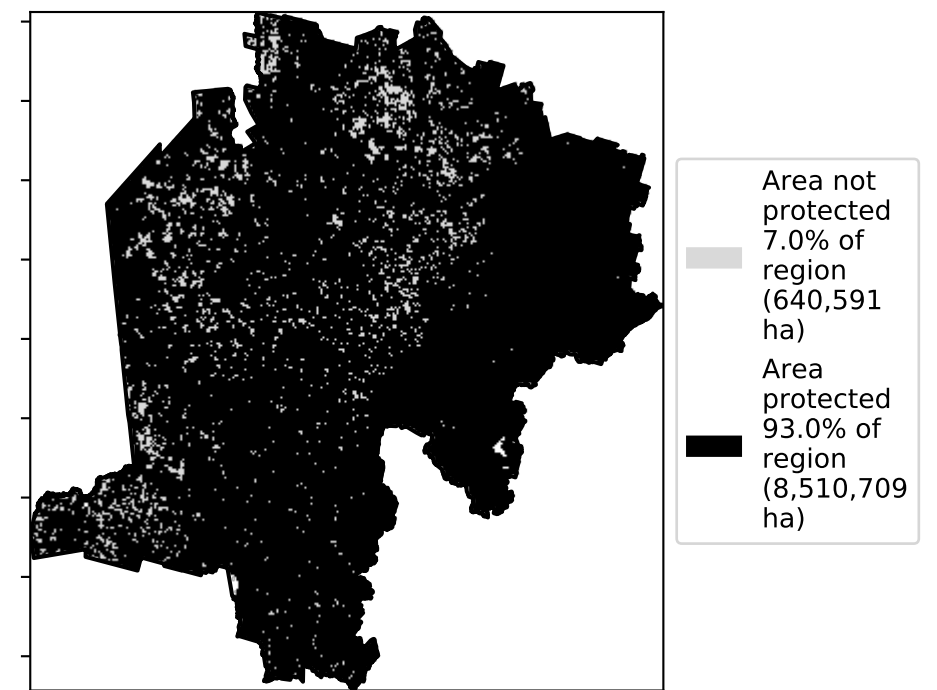 Area not
protected
7.0% of
region
(640,591
ha)
Area
protected
93.0% of
region
(8,510,709
ha)